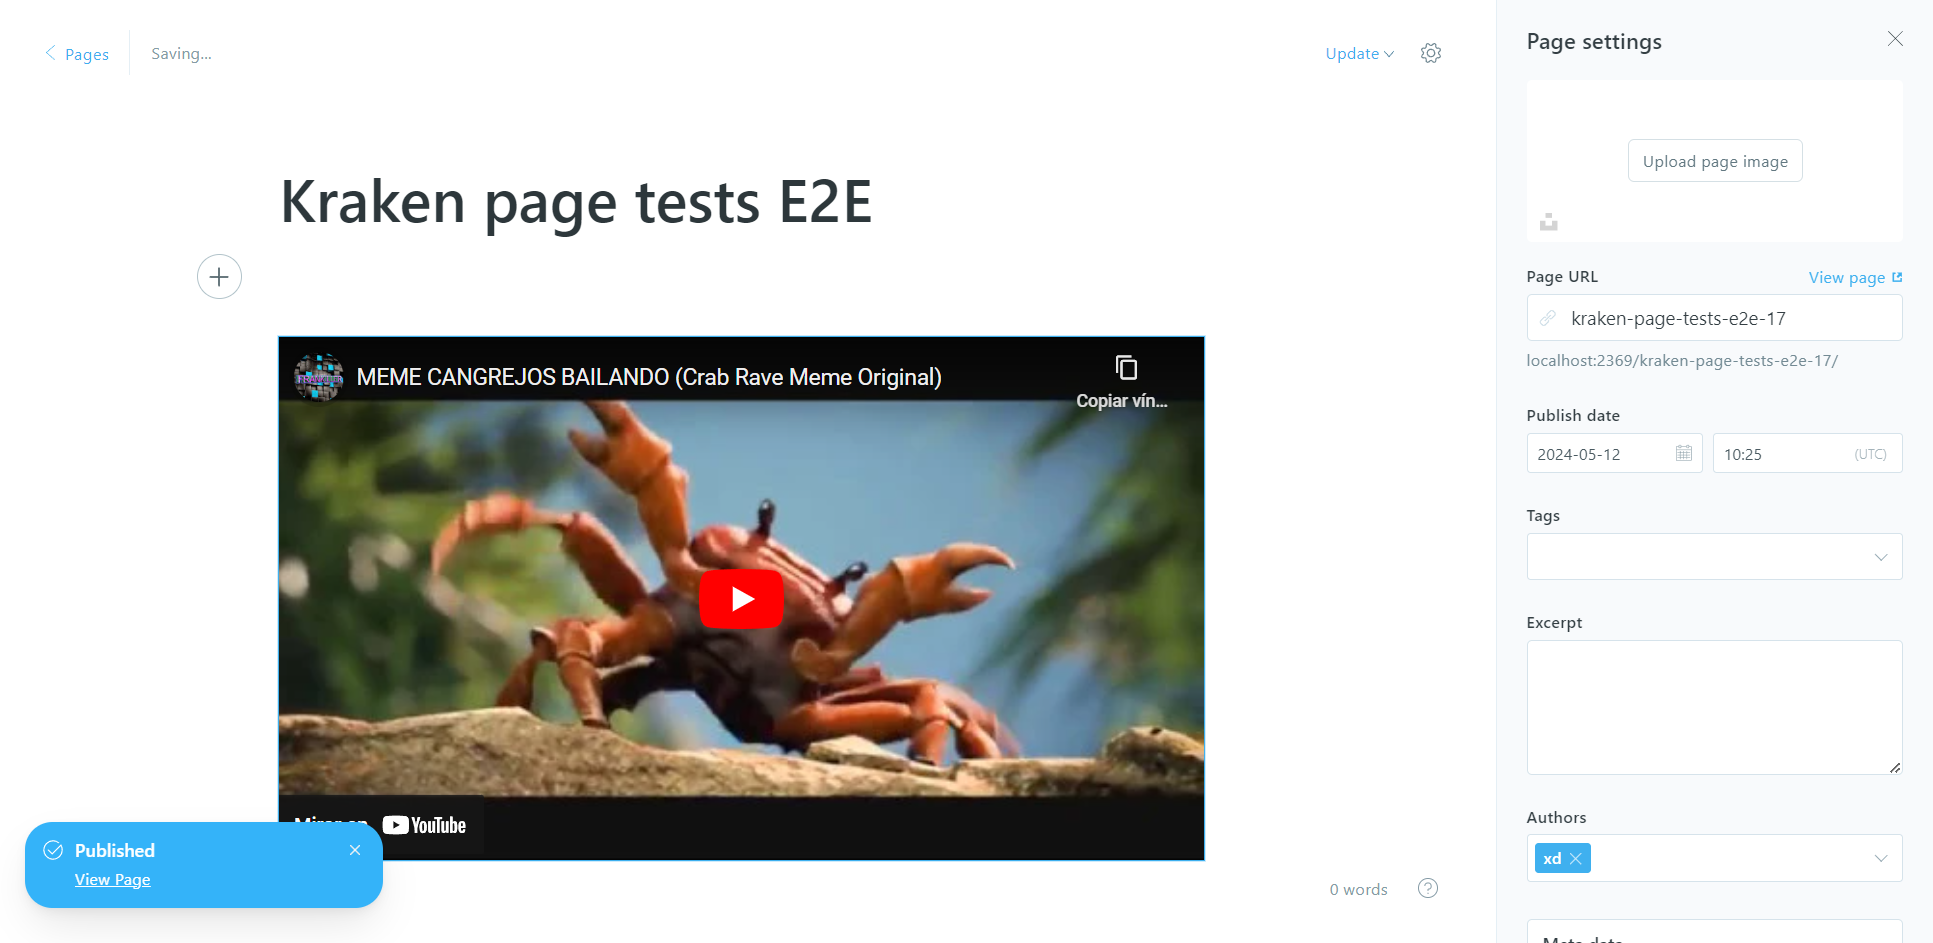 Pages
Saving...
Update
Kraken page tests E2E
MEME CANGREJOS BAILANDO (Crab Rave Meme Original)
Copiar vín...
YouTube
Published
View Page
0 words
Page settings
Upload page image
Page URL
View page
kraken-page-tests-e2e-17
localhost:2369/kraken-page-tests-e2e-17/
Publish date
2024-05-12
10:25
(UTC)
Tags
Excerpt
Authors
xd